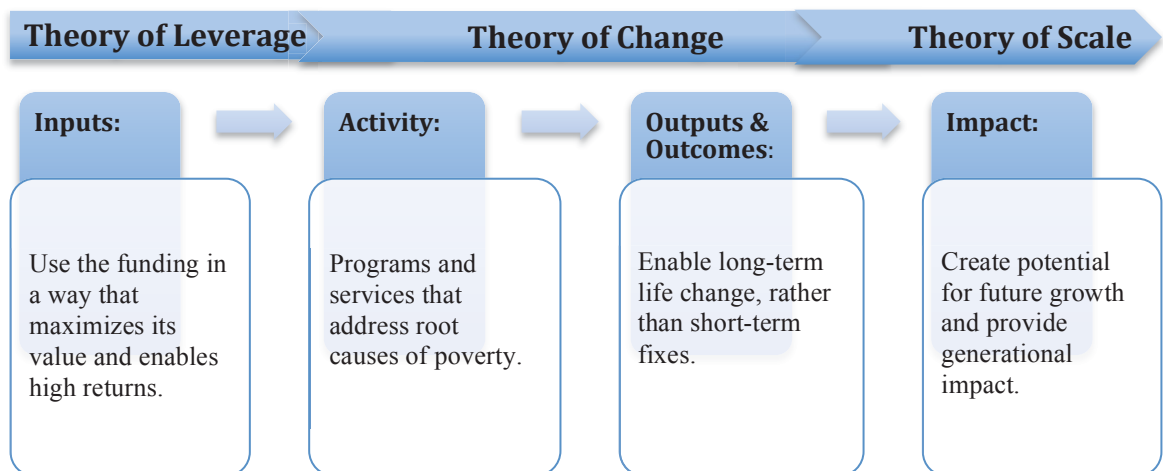 Theory of Leverage
Theory of Change
Theory of Scale
Inputs:
Use the funding in
a way that
maximizes its
value and enables
high returns.
Activity:
Programs and
services that
address root
causes of poverty.
Outputs &
Outcomes:
Enable long-term
life change, rather
than short-term
fixes.
Impact:
Create potential
for future growth
and provide
generational
impact.